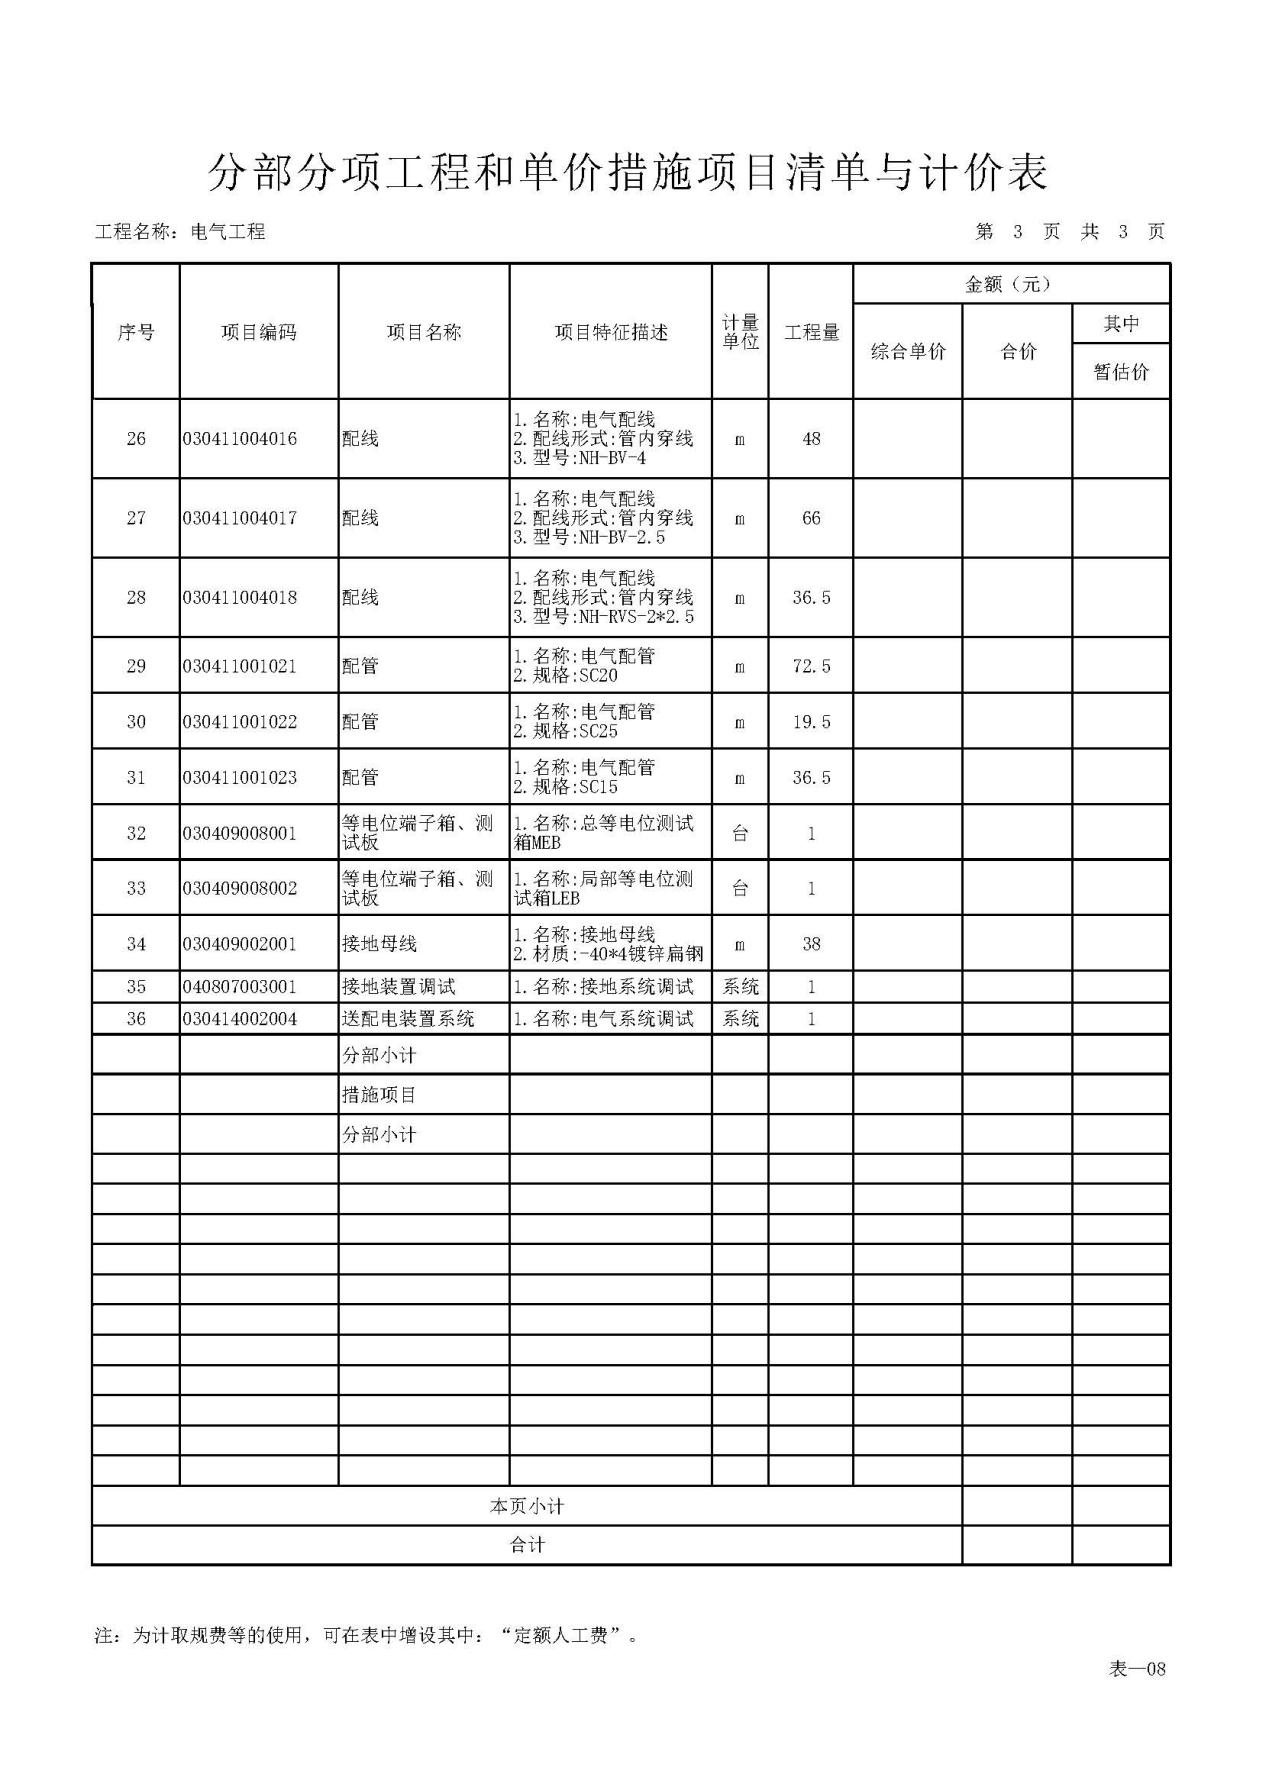 分部分项工程和单价措施项目清单与计价表
工程名称：电气工程 第 3 页 共 3 页
序号 项目编码 项目名称 项目特征描述 计量单位 工程量 金额（元）
综合单价 合价 其中
暂估价
26 030411004016 配线 1.名称:电气配线
2.配线形式:管内穿线
3.型号:NH-BV-4 m 48
27 030411004017 配线 1.名称:电气配线
2.配线形式:管内穿线
3.型号:NH-BV-2.5 m 66
28 030411004018 配线 1.名称:电气配线
2.配线形式:管内穿线
3.型号:NH-RVS-2*2.5 m 36.5
29 030411001021 配管 1.名称:电气配管
2.规格:SC20 m 72.5
30 030411001022 配管 1.名称:电气配管
2.规格:SC25 m 19.5
31 030411001023 配管 1.名称:电气配管
2.规格:SC15 m 36.5
32 030409008001 等电位端子箱、测试板 1.名称:总等电位测试
箱MEB 台 1
33 030409008002 等电位端子箱、测试板 1.名称:局部等电位测
试箱LEB 台 1
34 030409002001 接地母线 1.名称:接地母线
2.材质:-40*4镀锌扁钢 m 38
35 040807003001 接地装置调试 1.名称:接地系统调试 系统 1
36 030414002004 送配电装置系统 1.名称:电气系统调试 系统 1
分部小计
措施项目
分部小计
本页小计
合计
注：为计取规费等的使用，可在表中增设其中：“定额人工费”。
表—08